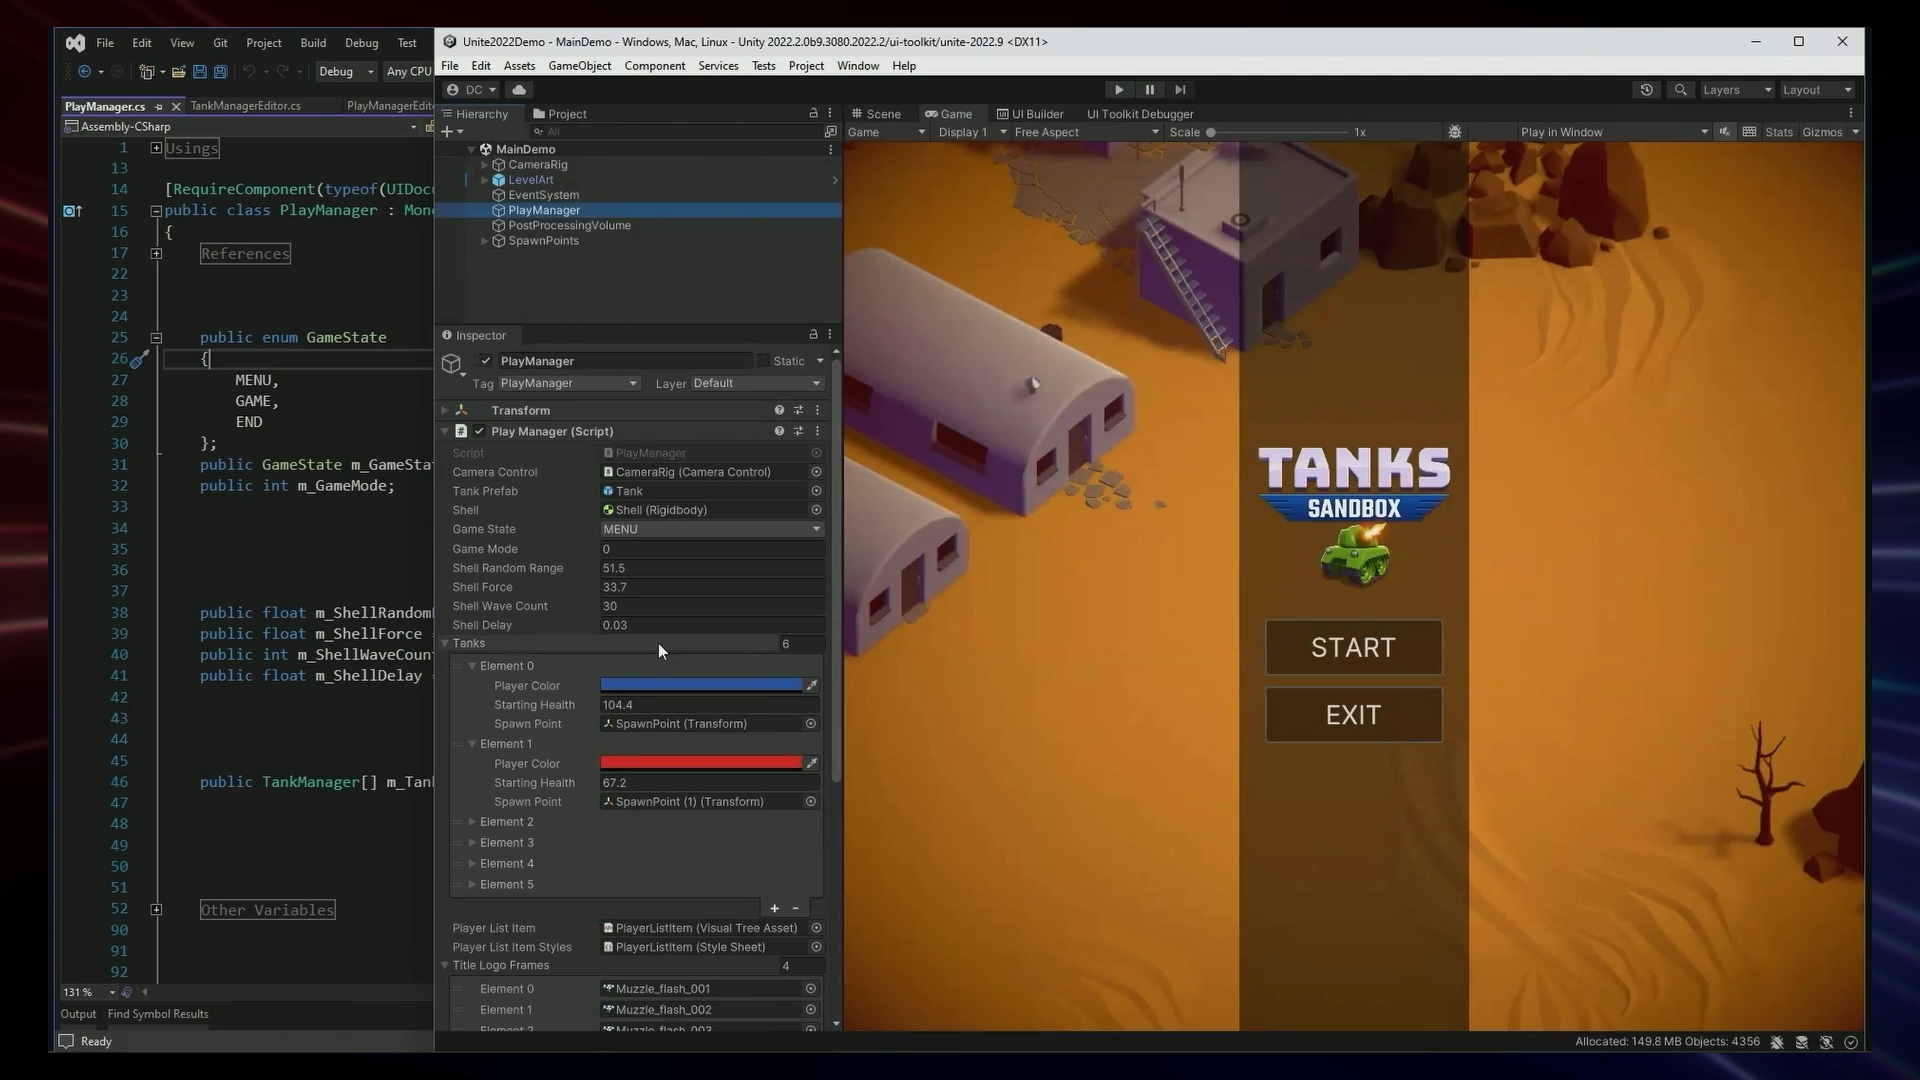 File Edit View Git Project Build Debug Test
Debug Any CPU
PlayManager.cs TankManagerEditor.cs PlayManagerEdito
Assembly-CSharp
1 Usings
13
14 [RequireComponent(typeof(UIDocu
15 public class PlayManager : Mono
16 {
17 References
22
23
24
25 public enum GameState
26 {
27 MENU,
28 GAME,
29 END
30 };
31 public GameState m_GameStat
32 public int m_GameMode;
33
34
35
36
37
38 public float m_ShellRandom
39 public float m_ShellForce =
40 public int m_ShellWaveCoun
41 public float m_ShellDelay =
42
43
44
45
46 public TankManager[] m_Tank
47
48
49
50
51
52 Other Variables
90
91
92
131 %
Output Find Symbol Results
Ready
Unite2022Demo - MainDemo - Windows, Mac, Linux - Unity 2022.2.0b9.3080.2022.2/ui-toolkit/unite-2022.9 <DX11>
File Edit Assets GameObject Component Services Tests Project Window Help
DC
Layers Layout
Hierarchy Project
All
MainDemo
CameraRig
LevelArt
EventSystem
PlayManager
PostProcessingVolume
SpawnPoints
Inspector
PlayManager Static
Tag PlayManager Layer Default
Transform
Play Manager (Script)
Script PlayManager
Camera Control CameraRig (Camera Control)
Tank Prefab Tank
Shell Shell (Rigidbody)
Game State MENU
Game Mode 0
Shell Random Range 51.5
Shell Force 33.7
Shell Wave Count 30
Shell Delay 0.03
Tanks 6
Element 0
Player Color
Starting Health 104.4
Spawn Point SpawnPoint (Transform)
Element 1
Player Color
Starting Health 67.2
Spawn Point SpawnPoint (1) (Transform)
Element 2
Element 3
Element 4
Element 5
+ -
Player List Item PlayerListItem (Visual Tree Asset)
Player List Item Styles PlayerListItem (Style Sheet)
Title Logo Frames 4
Element 0 Muzzle_flash_001
Element 1 Muzzle_flash_002
Element 2 Muzzle_flash_003
Scene Game UI Builder UI Toolkit Debugger
Game Display 1 Free Aspect Scale 1x Play in Window Stats Gizmos
TANKS
SANDBOX
START
EXIT
Allocated: 149.8 MB Objects: 4356